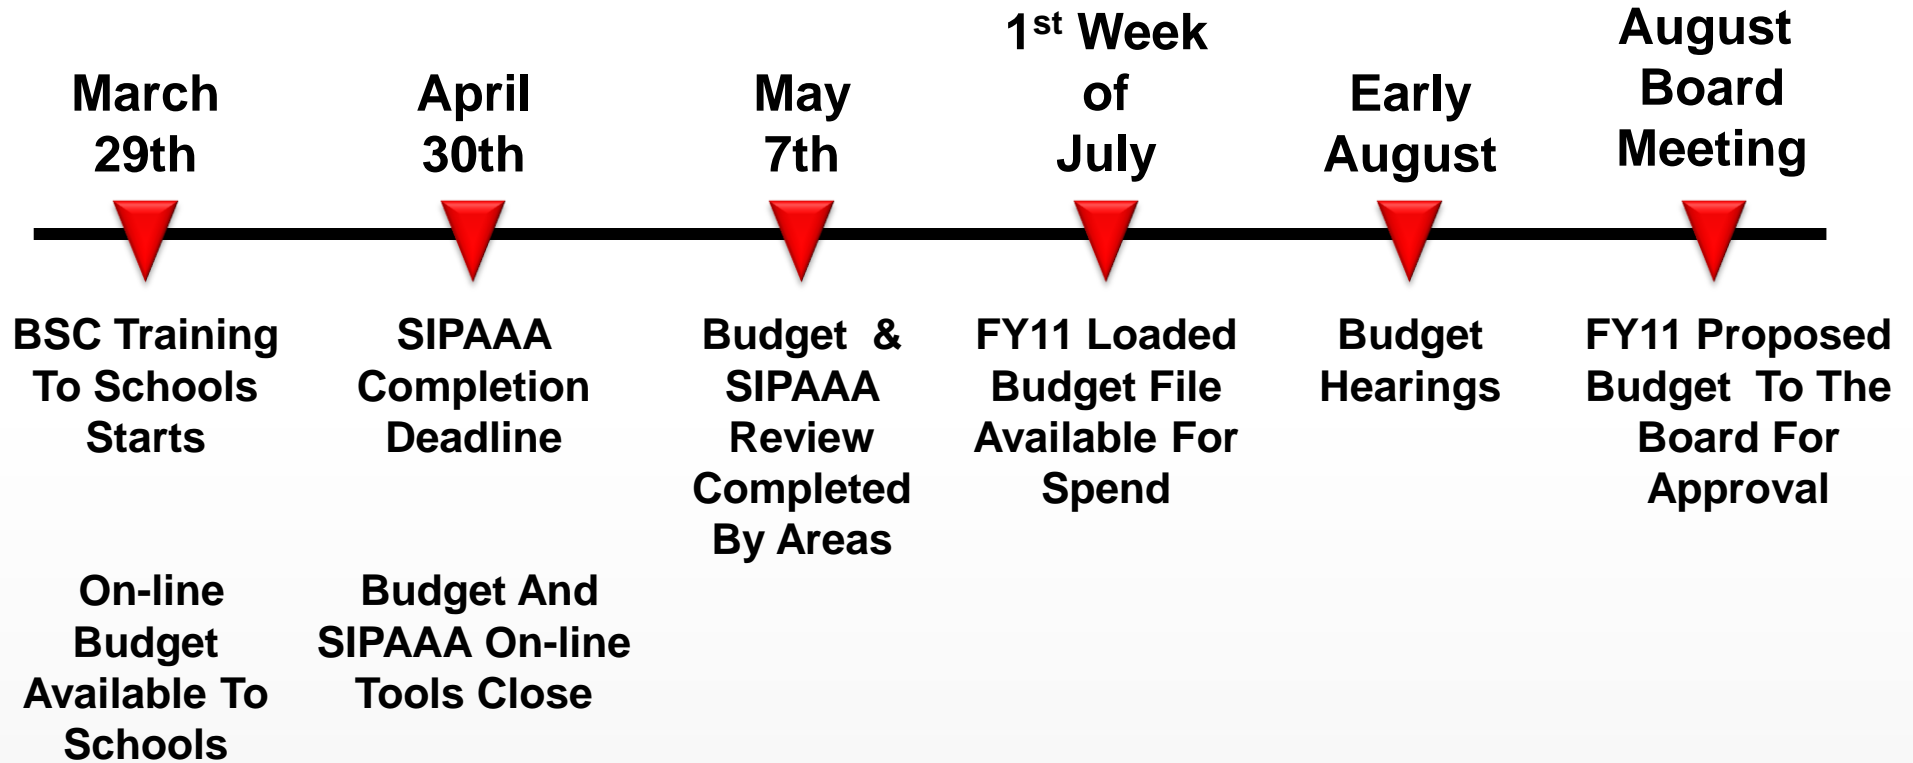 March
29th
April
30th
May
7th
1st Week
of
July
Early
August
August
Board
Meeting
BSC Training
To Schools
Starts
On-line
Budget
Available To
Schools
SIPAAA
Completion
Deadline
Budget And
SIPAAA On-line
Tools Close
Budget &
SIPAAA
Review
Completed
By Areas
FY11 Loaded
Budget File
Available For
Spend
Budget
Hearings
FY11 Proposed
Budget To The
Board For
Approval